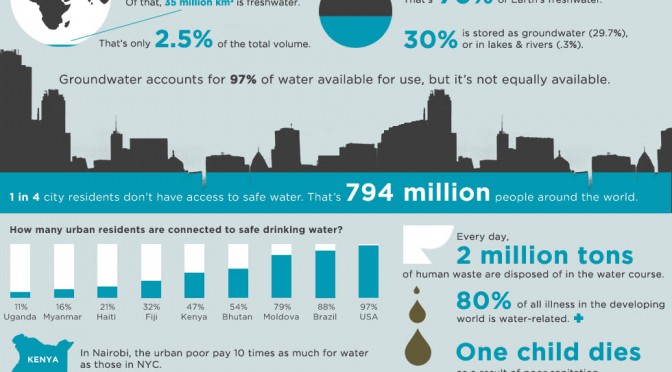 Of that, 35 million km³ is freshwater.
That's only 2.5% of the total volume.
That's 70% of Earth's freshwater.
30% is stored as groundwater (29.7%),
or in lakes & rivers (.3%).
Groundwater accounts for 97% of water available for use, but it's not equally available.
1 in 4 city residents don't have access to safe water. That's 794 million people around the world.
How many urban residents are connected to safe drinking water?
11% 16% 21% 32% 47% 54% 79% 88% 97%
Uganda Myanmar Haiti Fiji Kenya Bhutan Moldova Brazil USA
KENYA
In Nairobi, the urban poor pay 10 times as much for water
as those in NYC.
Every day,
2 million tons
of human waste are disposed of in the water course.
80% of all illness in the developing
world is water-related.
One child dies
as a result of poor sanitation